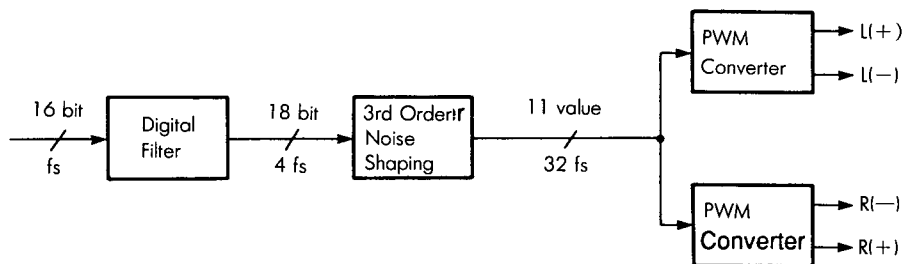 16 bit
fs
Digital
Filter
18 bit
4 fs
3rd Ordertr
Noise
Shaping
11 value
32 fs
PWM
Converter
L(+)
L(—)
PWM
Converter
R(—)
R(+)